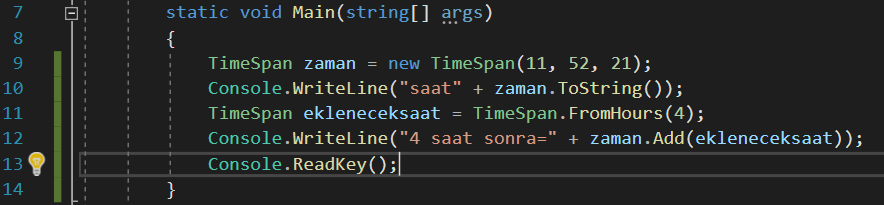 7 static void Main(string[] args)
8 {
9 TimeSpan zaman = new TimeSpan(11, 52, 21);
10 Console.WriteLine("saat" + zaman.ToString());
11 TimeSpan ekleneceksaat = TimeSpan.FromHours(4);
12 Console.WriteLine("4 saat sonra=" + zaman.Add(ekleneceksaat));
13 Console.ReadKey();
14 }